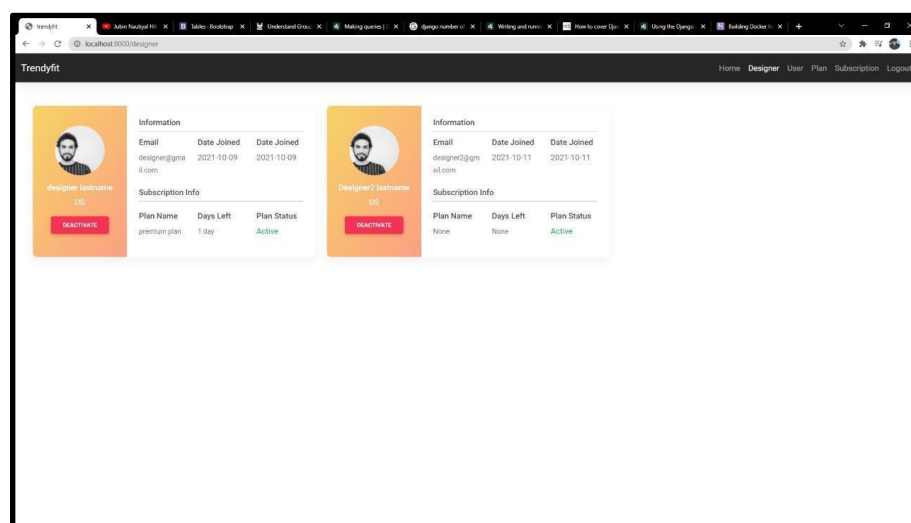 trendyfit
Jubin Nautiyal Hi
Tables · Bootstrap
Understand Group
Making queries | D
django number of
Writing and runni
How to cover Djan
Using the Django
Building Docker I
localhost:8000/designer
Trendyfit
Home Designer User Plan Subscription Logout
Information
Email Date Joined Date Joined
designer@gma 2021-10-09 2021-10-09
il.com
designer lastname
DS
Subscription Info
DEACTIVATE
Plan Name Days Left Plan Status
premium plan 1 day Active
Information
Email Date Joined Date Joined
designer2@gm 2021-10-11 2021-10-11
ail.com
Designer2 lastname
DS
Subscription Info
DEACTIVATE
Plan Name Days Left Plan Status
None None Active